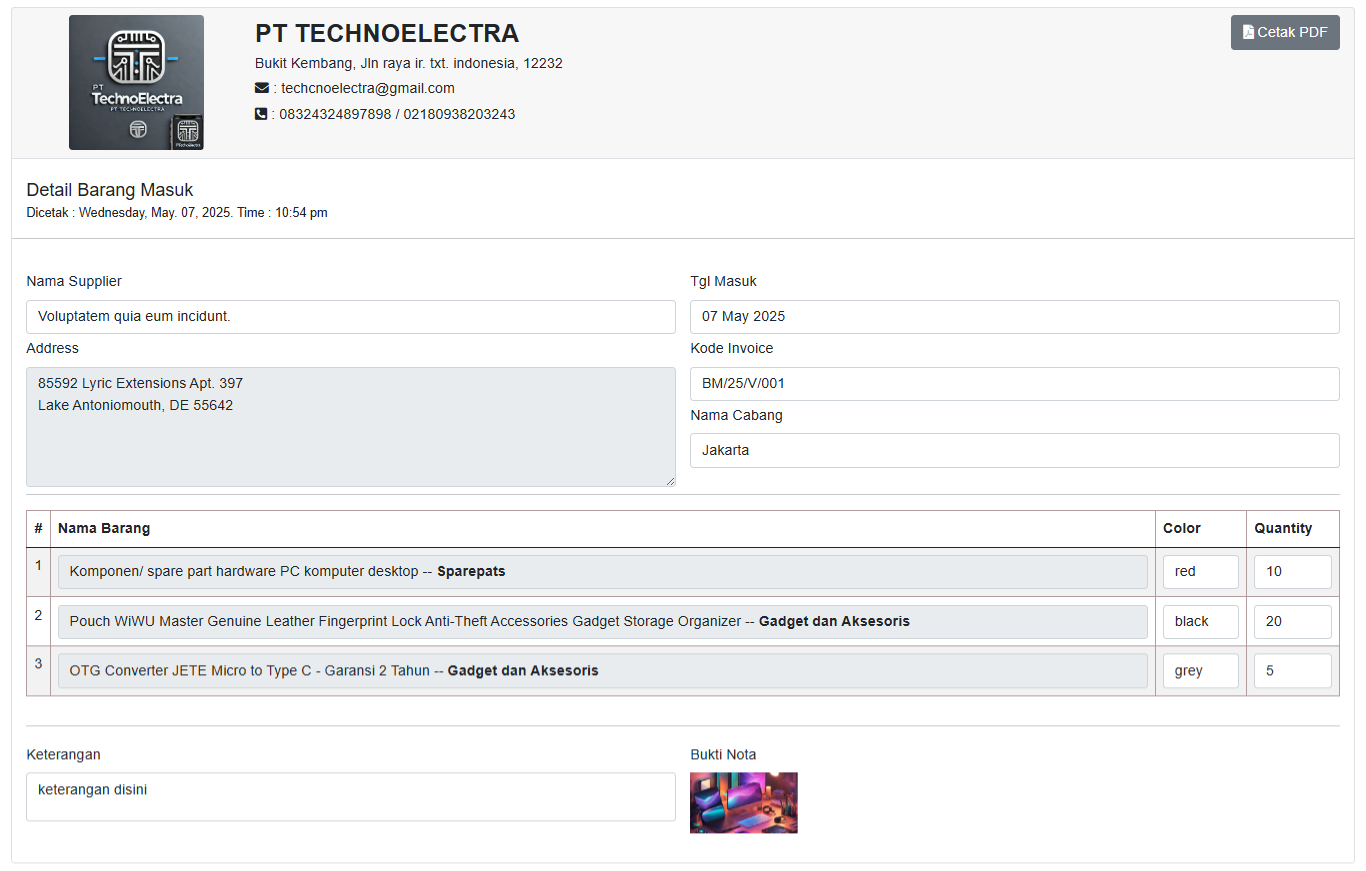 PT
TechnoElectra
PT TECHNOELECTRA
PT TECHNOELECTRA
Bukit Kembang, Jln raya ir. txt. indonesia, 12232
: techcnoelectra@gmail.com
: 08324324897898 / 02180938203243
Cetak PDF
Detail Barang Masuk
Dicetak : Wednesday, May. 07, 2025. Time : 10:54 pm
Nama Supplier
Voluptatem quia eum incidunt.
Address
85592 Lyric Extensions Apt. 397
Lake Antoniomouth, DE 55642
Tgl Masuk
07 May 2025
Kode Invoice
BM/25/V/001
Nama Cabang
Jakarta
# Nama Barang Color Quantity
1 Komponen/ spare part hardware PC komputer desktop -- Sparepats red 10
2 Pouch WiWU Master Genuine Leather Fingerprint Lock Anti-Theft Accessories Gadget Storage Organizer -- Gadget dan Aksesoris black 20
3 OTG Converter JETE Micro to Type C - Garansi 2 Tahun -- Gadget dan Aksesoris grey 5
Keterangan
keterangan disini
Bukti Nota